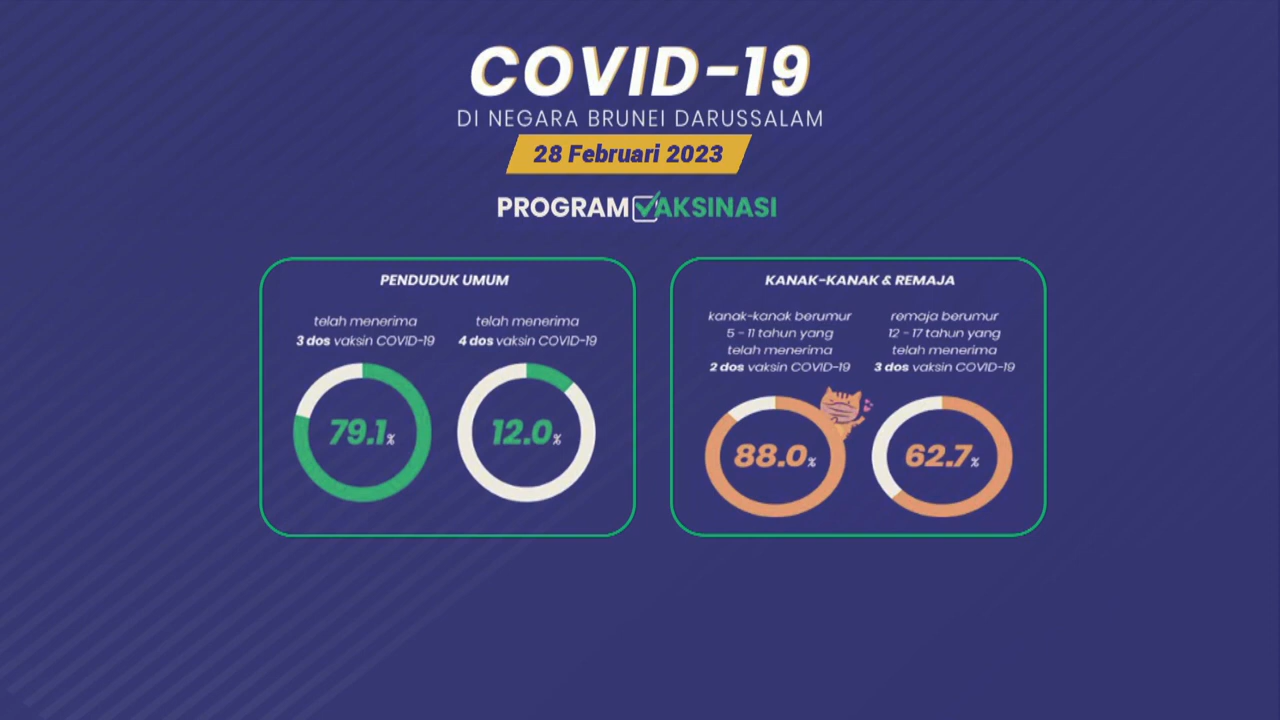 COVID-19
DI NEGARA BRUNEI DARUSSALAM
28 Februari 2023
PROGRAM VAKSINASI
PENDUDUK UMUM
telah menerima
3 dos vaksin COVID-19
79.1%
telah menerima
4 dos vaksin COVID-19
12.0%
KANAK-KANAK & REMAJA
kanak-kanak berumur
5 - 11 tahun yang
telah menerima
2 dos vaksin COVID-19
88.0%
remaja berumur
12 - 17 tahun yang
telah menerima
3 dos vaksin COVID-19
62.7%